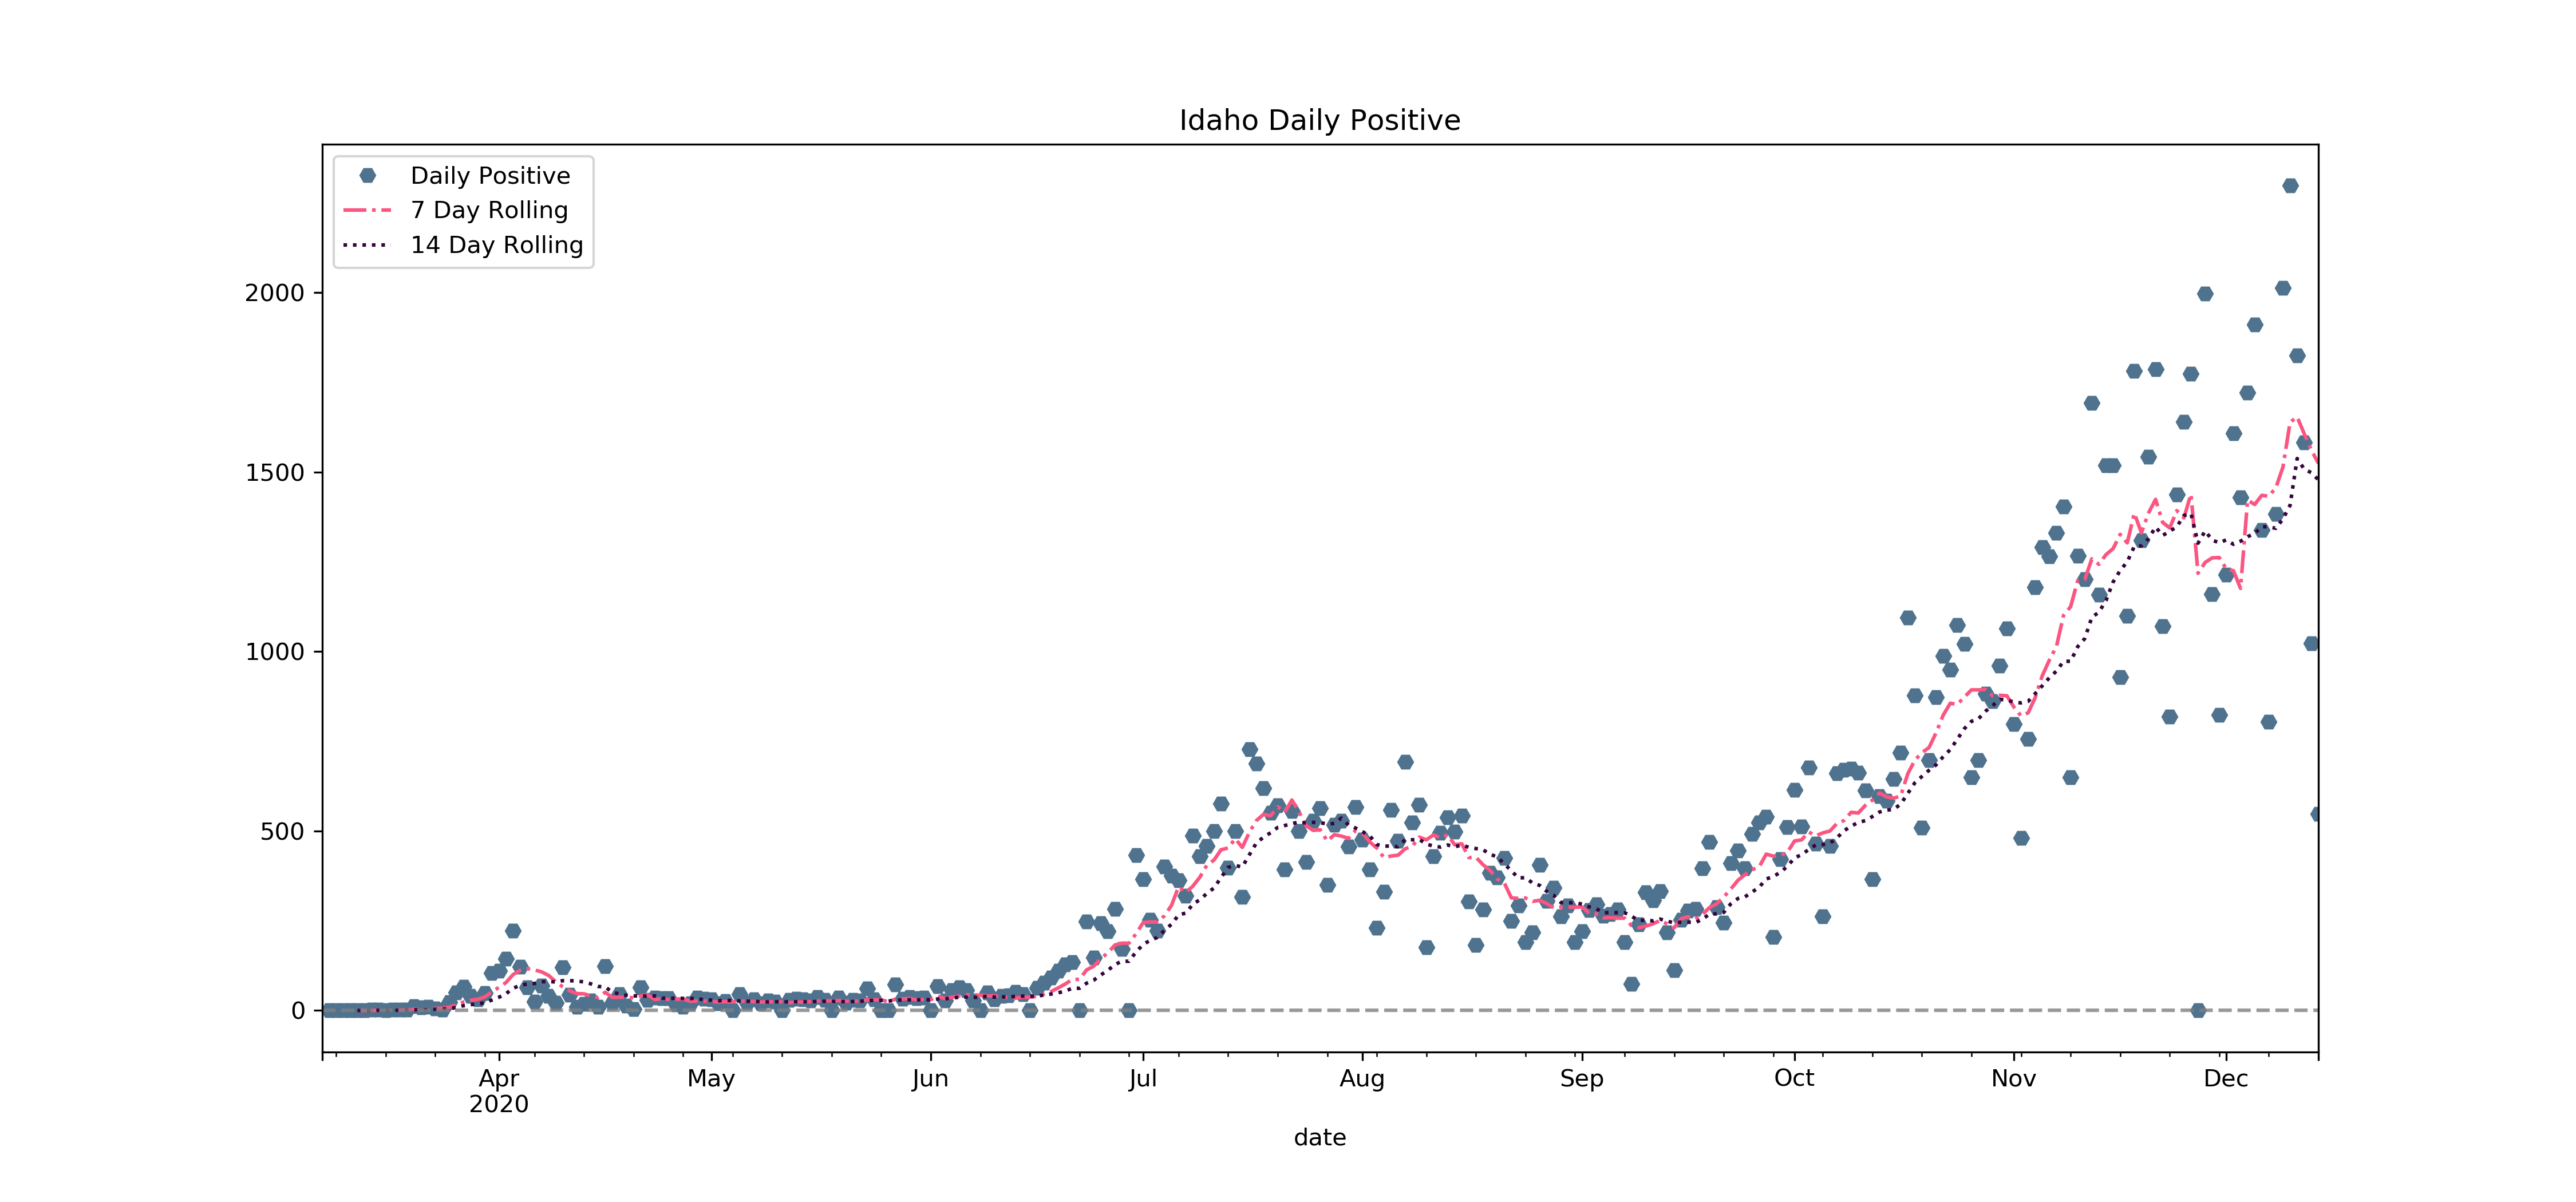 Idaho Daily Positive
Daily Positive
7 Day Rolling
14 Day Rolling
2000
1500
1000
500
0
Apr May Jun Jul Aug Sep Oct Nov Dec
2020
date